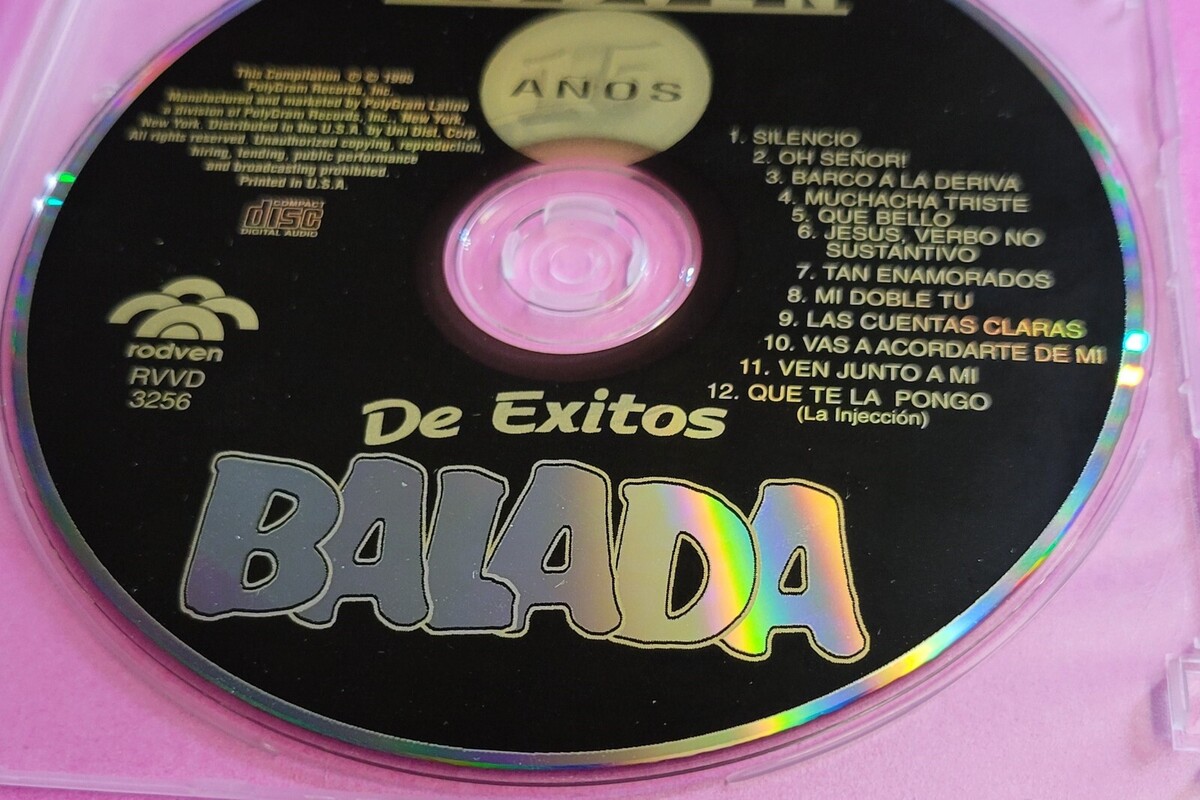 15
AÑOS
This Compilation ℗ © 1995
PolyGram Records, Inc.
Manufactured and marketed by PolyGram Latino
a division of PolyGram Records, Inc., New York,
New York. Distributed in the U.S.A. by Uni Dist. Corp.
All rights reserved. Unauthorized copying, reproduction,
hiring, lending, public performance
and broadcasting prohibited.
Printed in U.S.A.
COMPACT
disc
DIGITAL AUDIO
rodven
RVVD
3256
1. SILENCIO
2. OH SEÑOR!
3. BARCO A LA DERIVA
4. MUCHACHA TRISTE
5. QUE BELLO
6. JESUS, VERBO NO
SUSTANTIVO
7. TAN ENAMORADOS
8. MI DOBLE TU
9. LAS CUENTAS CLARAS
10. VAS A ACORDARTE DE MI
11. VEN JUNTO A MI
12. QUE TE LA PONGO
(La Injección)
De Exitos
BALADA